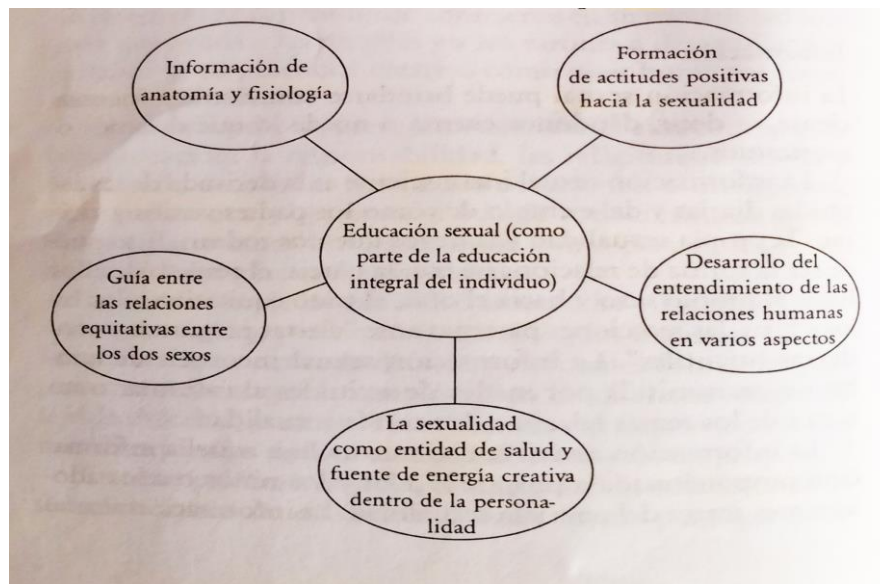 Información de
anatomía y fisiología
Formación
de actitudes positivas
hacia la sexualidad
Educación sexual (como
parte de la educación
integral del individuo)
Guía entre
las relaciones
equitativas entre
los dos sexos
Desarrollo del
entendimiento de las
relaciones humanas
en varios aspectos
La sexualidad
como entidad de salud y
fuente de energía creativa
dentro de la persona-
lidad